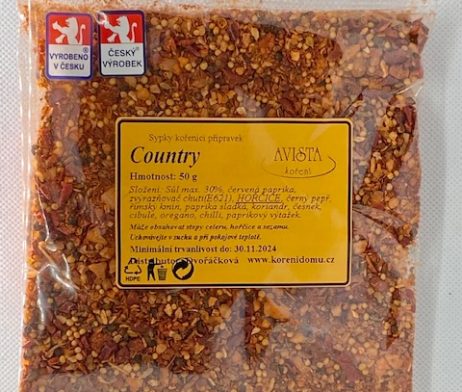 VYROBENO
V ČESKU
ČESKÝ
VÝROBEK
Sypký kořenící přípravek
Country
AVISTA
koření
Hmotnost: 50 g
Složení: Sůl max. 30%, červená paprika,
zvýrazňovač chuti(E621), HOŘČICE, černý pepř,
římský kmín, paprika sladká, koriandr, česnek,
cibule, oregano, chilli, paprikový výtažek.
Může obsahovat stopy celeru, hořčice a sezamu.
Uchovávejte v suchu a při pokojové teplotě.
Minimální trvanlivost do: 30.11.2024
Distributor: Dvořáčková www.korenidomu.cz
HDPE